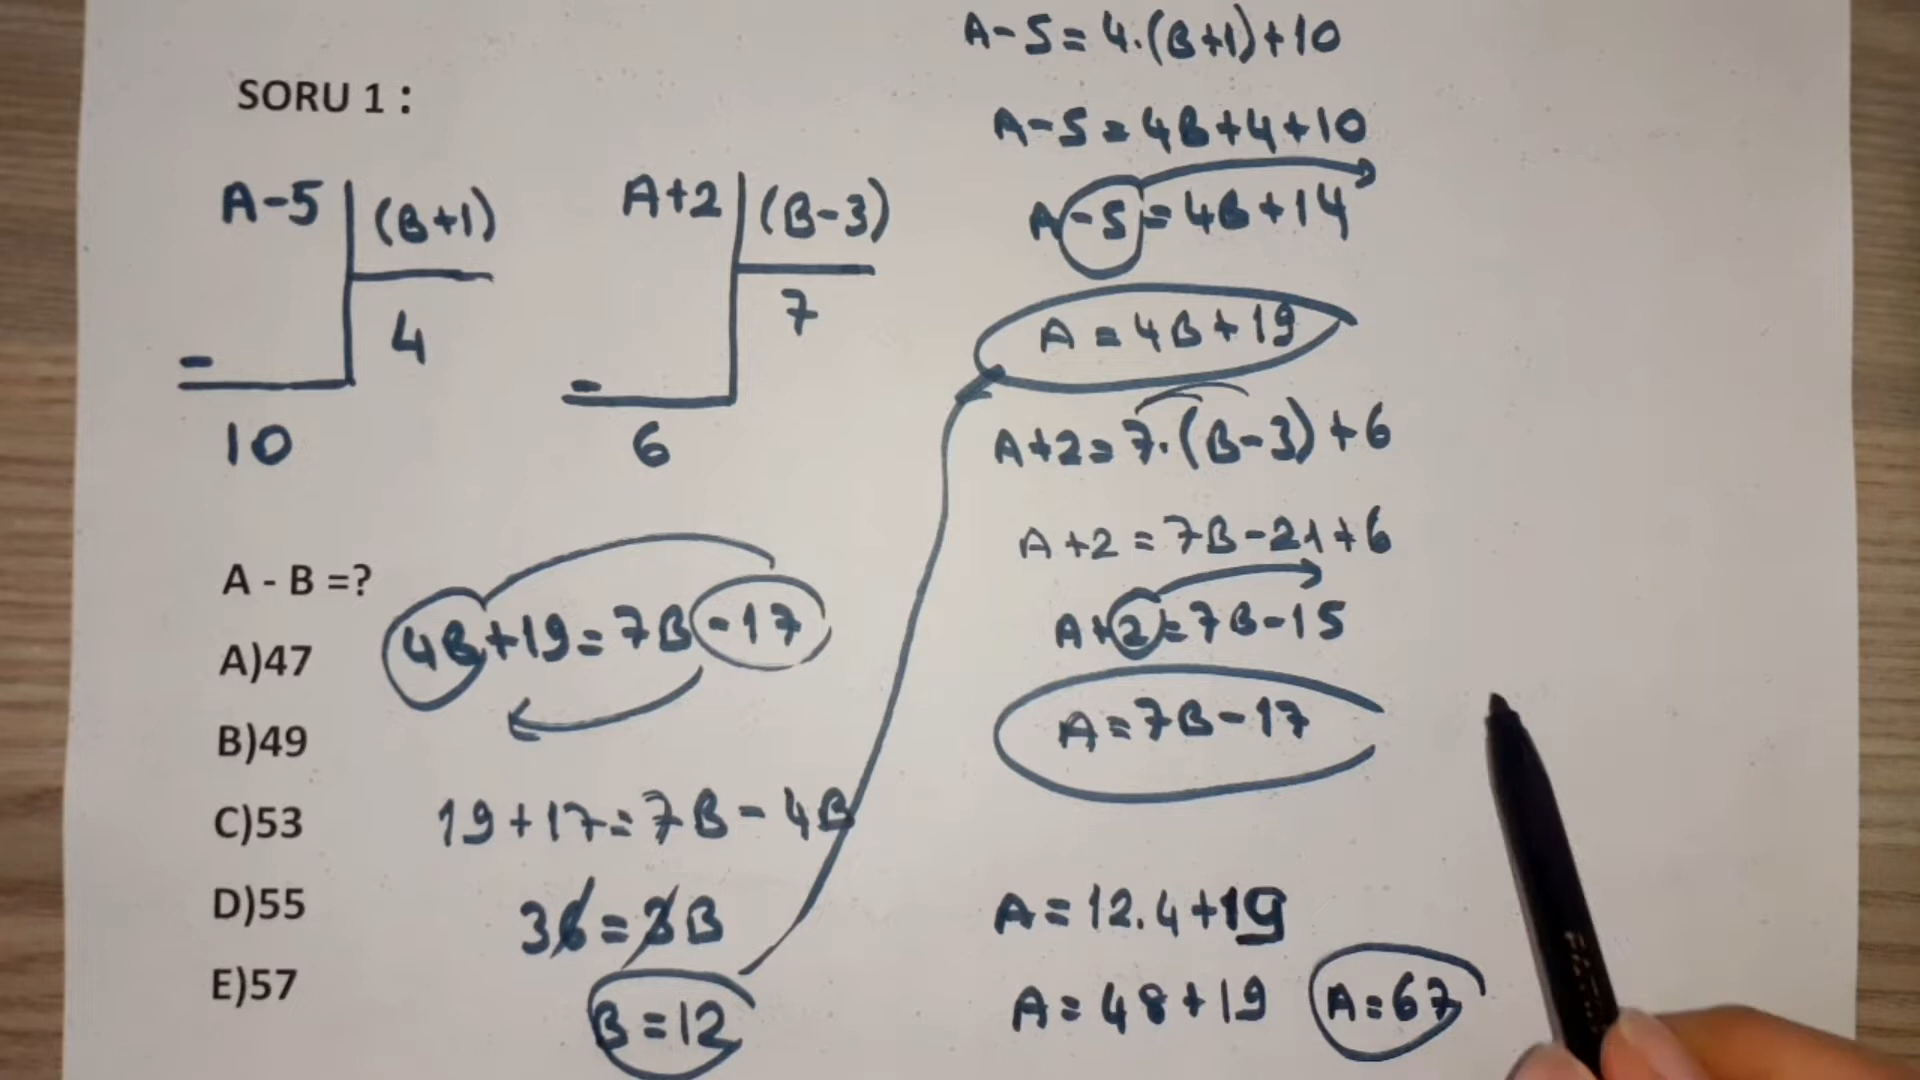 SORU 1 :
A-5 (B+1)
4
-
10
A+2 (B-3)
7
-
6
A - B =?
A)47
B)49
C)53
D)55
E)57
4B+19=7B-17
19+17=7B-4B
36=3B
B=12
A-5=4.(B+1)+10
A-5=4B+4+10
A-5=4B+14
A=4B+19
A+2=7.(B-3)+6
A+2=7B-21+6
A+2=7B-15
A=7B-17
A=12.4+19
A=48+19 A=67